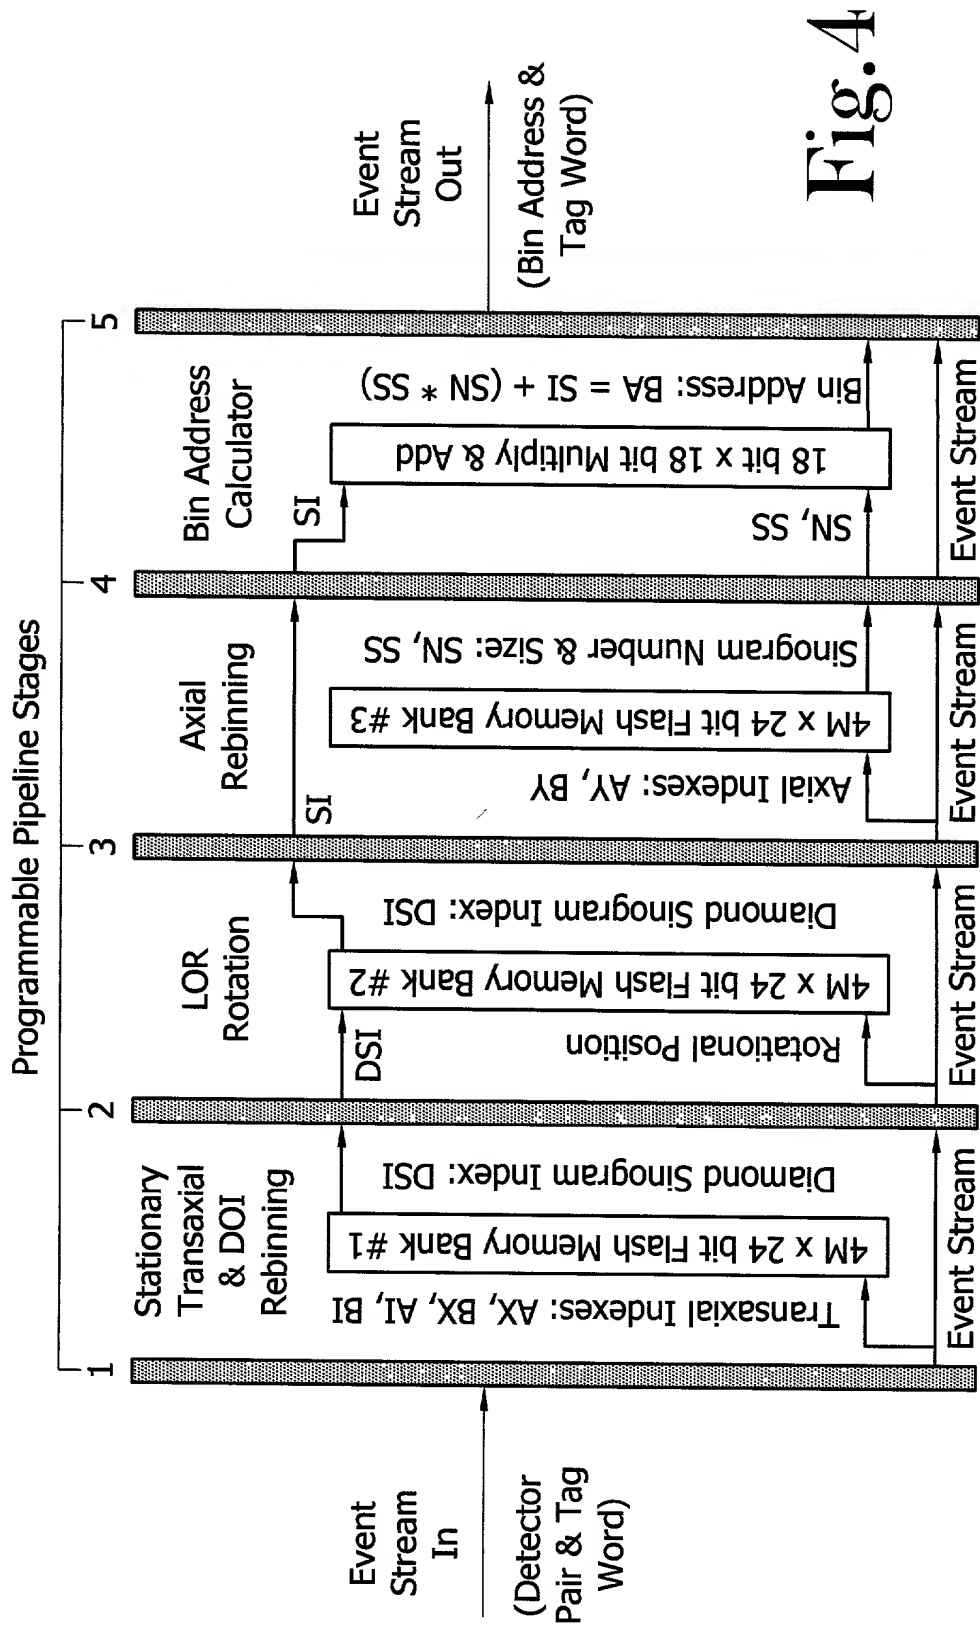 Programmable Pipeline Stages
1
2
3
4
5
Stationary
Transaxial
& DOI
Rebinning
LOR
Rotation
Axial
Rebinning
Bin Address
Calculator
Event
Stream
In
(Detector
Pair & Tag
Word)
Transaxial Indexes: AX, BX, AI, BI
4M x 24 bit Flash Memory Bank #1
Diamond Sinogram Index: DSI
Event Stream
DSI
Rotational Position
4M x 24 bit Flash Memory Bank #2
Diamond Sinogram Index: DSI
Event Stream
SI
Axial Indexes: AY, BY
4M x 24 bit Flash Memory Bank #3
Sinogram Number & Size: SN, SS
Event Stream
SI
SN, SS
18 bit x 18 bit Multiply & Add
Bin Address: BA = SI + (SN * SS)
Event Stream
Event
Stream
Out
(Bin Address &
Tag Word)
Fig.4